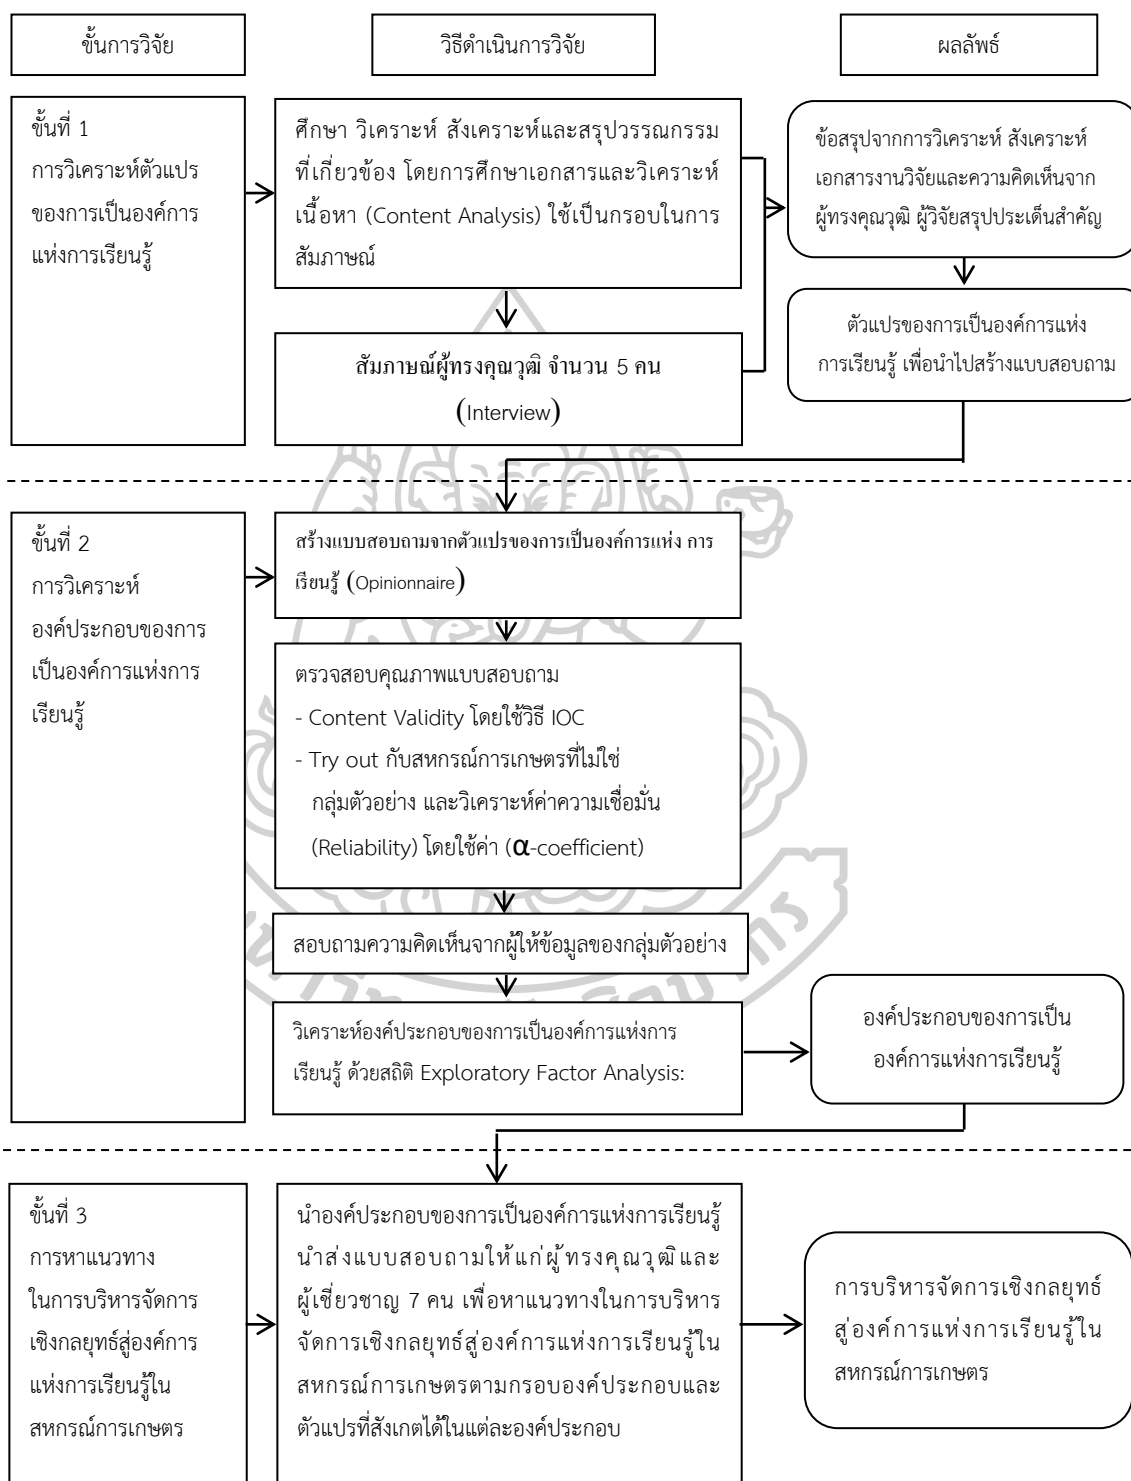 ขั้นการวิจัย
วิธีดำเนินการวิจัย
ผลลัพธ์
ขั้นที่ 1
การวิเคราะห์ตัวแปร
ของการเป็นองค์การ
แห่งการเรียนรู้
ศึกษา วิเคราะห์ สังเคราะห์และสรุปวรรณกรรม
ที่เกี่ยวข้อง โดยการศึกษาเอกสารและวิเคราะห์
เนื้อหา (Content Analysis) ใช้เป็นกรอบในการ
สัมภาษณ์
สัมภาษณ์ผู้ทรงคุณวุฒิ จำนวน 5 คน
(Interview)
ข้อสรุปจากการวิเคราะห์ สังเคราะห์
เอกสารงานวิจัยและความคิดเห็นจาก
ผู้ทรงคุณวุฒิ ผู้วิจัยสรุปประเด็นสำคัญ
ตัวแปรของการเป็นองค์การแห่ง
การเรียนรู้ เพื่อนำไปสร้างแบบสอบถาม
ขั้นที่ 2
การวิเคราะห์
องค์ประกอบของการ
เป็นองค์การแห่งการ
เรียนรู้
สร้างแบบสอบถามจากตัวแปรของการเป็นองค์การแห่ง การ
เรียนรู้ (Opinionnaire)
ตรวจสอบคุณภาพแบบสอบถาม
- Content Validity โดยใช้วิธี IOC
- Try out กับสหกรณ์การเกษตรที่ไม่ใช่
กลุ่มตัวอย่าง และวิเคราะห์ค่าความเชื่อมั่น
(Reliability) โดยใช้ค่า (α-coefficient)
สอบถามความคิดเห็นจากผู้ให้ข้อมูลของกลุ่มตัวอย่าง
วิเคราะห์องค์ประกอบของการเป็นองค์การแห่งการ
เรียนรู้ ด้วยสถิติ Exploratory Factor Analysis:
องค์ประกอบของการเป็น
องค์การแห่งการเรียนรู้
ขั้นที่ 3
การหาแนวทาง
ในการบริหารจัดการ
เชิงกลยุทธ์สู่องค์การ
แห่งการเรียนรู้ใน
สหกรณ์การเกษตร
นำองค์ประกอบของการเป็นองค์การแห่งการเรียนรู้
นำส่งแบบสอบถามให้แก่ผู้ทรงคุณวุฒิและ
ผู้เชี่ยวชาญ 7 คน เพื่อหาแนวทางในการบริหาร
จัดการเชิงกลยุทธ์สู่องค์การแห่งการเรียนรู้ใน
สหกรณ์การเกษตรตามกรอบองค์ประกอบและ
ตัวแปรที่สังเกตได้ในแต่ละองค์ประกอบ
การบริหารจัดการเชิงกลยุทธ์
สู่องค์การแห่งการเรียนรู้ใน
สหกรณ์การเกษตร